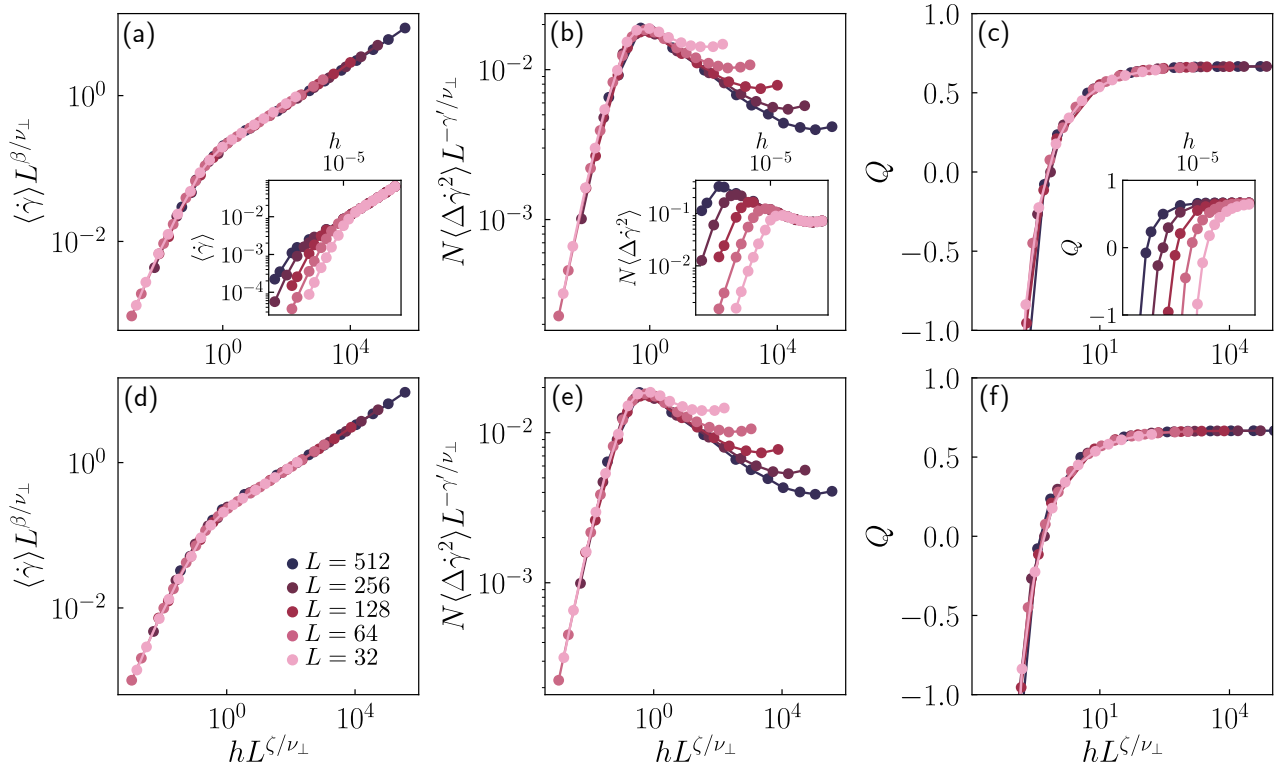 (a)
⟨γ̇⟩L^{β/ν⊥}
10^0
10^{-2}
10^0
10^4
h
10^{-5}
⟨γ̇⟩
10^{-2}
10^{-3}
10^{-4}
(b)
N⟨Δγ̇²⟩L^{-γ′/ν⊥}
10^{-2}
10^{-3}
10^0
10^4
h
10^{-5}
N⟨Δγ̇²⟩
10^{-1}
10^{-2}
(c)
Q
1.0
0.5
0.0
−0.5
−1.0
10^1
10^4
h
10^{-5}
Q
1
0
−1
(d)
⟨γ̇⟩L^{β/ν⊥}
10^0
10^{-2}
L = 512
L = 256
L = 128
L = 64
L = 32
10^0
10^4
hL^{ζ/ν⊥}
(e)
N⟨Δγ̇²⟩L^{-γ′/ν⊥}
10^{-2}
10^{-3}
10^0
10^4
hL^{ζ/ν⊥}
(f)
Q
1.0
0.5
0.0
−0.5
−1.0
10^1
10^4
hL^{ζ/ν⊥}